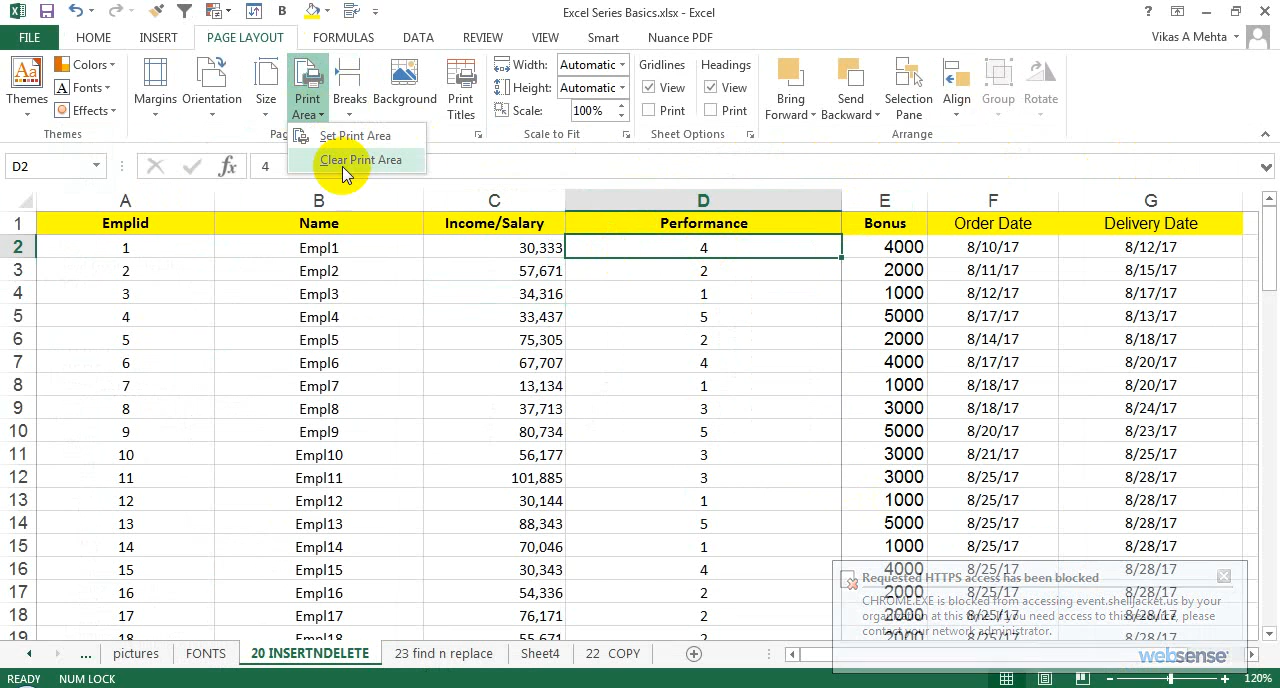 Excel Series Basics.xlsx - Excel
FILE HOME INSERT PAGE LAYOUT FORMULAS DATA REVIEW VIEW Smart Nuance PDF Vikas A Mehta
Themes
Colors
Fonts
Effects
Themes
Margins Orientation Size Print Area Breaks Background Print Titles
Width: Automatic
Height: Automatic
Scale: 100%
Scale to Fit
Gridlines Headings
View View
Print Print
Sheet Options
Bring Forward Send Backward Selection Pane Align Group Rotate
Arrange
Set Print Area
Clear Print Area
D2 fx 4
A B C D E F G
1 Emplid Name Income/Salary Performance Bonus Order Date Delivery Date
2 1 Empl1 30,333 4 4000 8/10/17 8/12/17
3 2 Empl2 57,671 2 2000 8/11/17 8/15/17
4 3 Empl3 34,316 1 1000 8/12/17 8/17/17
5 4 Empl4 33,437 5 5000 8/17/17 8/13/17
6 5 Empl5 75,305 2 2000 8/14/17 8/18/17
7 6 Empl6 67,707 4 4000 8/17/17 8/20/17
8 7 Empl7 13,134 1 1000 8/18/17 8/20/17
9 8 Empl8 37,713 3 3000 8/18/17 8/24/17
10 9 Empl9 80,734 5 5000 8/20/17 8/23/17
11 10 Empl10 56,177 3 3000 8/21/17 8/25/17
12 11 Empl11 101,885 3 3000 8/25/17 8/28/17
13 12 Empl12 30,144 1 1000 8/25/17 8/28/17
14 13 Empl13 88,343 5 5000 8/25/17 8/28/17
15 14 Empl14 70,046 1 1000 8/25/17 8/28/17
16 15 Empl15 30,343 4 4000 8/25/17 8/28/17
17 16 Empl16 54,336 2 2000 8/25/17 8/28/17
18 17 Empl17 76,171 2 2000 8/25/17 8/28/17
19 18 Empl18 55,671 2 8/25/17 8/28/17
Requested HTTPS access has been blocked
CHROME.EXE is blocked from accessing event.shelljacket.us by your
organization at this time. If you need access to this resource, please
contact your network administrator.
websense
... pictures FONTS 20 INSERTNDELETE 23 find n replace Sheet4 22 COPY
READY NUM LOCK 120%